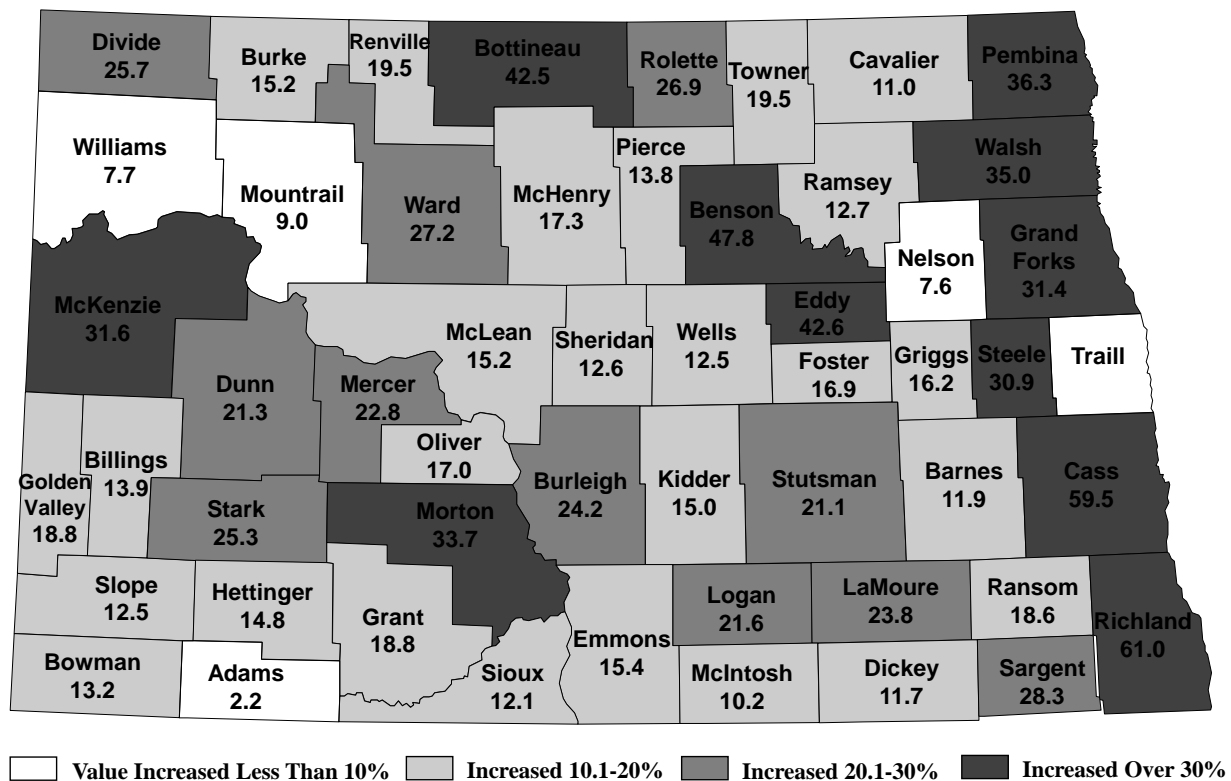 Divide
25.7
Burke
15.2
Renville
19.5
Bottineau
42.5
Rolette
26.9
Towner
19.5
Cavalier
11.0
Pembina
36.3
Williams
7.7
Mountrail
9.0
Ward
27.2
McHenry
17.3
Pierce
13.8
Benson
47.8
Ramsey
12.7
Walsh
35.0
Nelson
7.6
Grand
Forks
31.4
McKenzie
31.6
Dunn
21.3
Mercer
22.8
McLean
15.2
Sheridan
12.6
Wells
12.5
Eddy
42.6
Foster
16.9
Griggs
16.2
Steele
30.9
Traill
Golden
Valley
18.8
Billings
13.9
Stark
25.3
Oliver
17.0
Morton
33.7
Burleigh
24.2
Kidder
15.0
Stutsman
21.1
Barnes
11.9
Cass
59.5
Slope
12.5
Hettinger
14.8
Grant
18.8
Emmons
15.4
Logan
21.6
LaMoure
23.8
Ransom
18.6
Richland
61.0
Bowman
13.2
Adams
2.2
Sioux
12.1
McIntosh
10.2
Dickey
11.7
Sargent
28.3
Value Increased Less Than 10%
Increased 10.1-20%
Increased 20.1-30%
Increased Over 30%